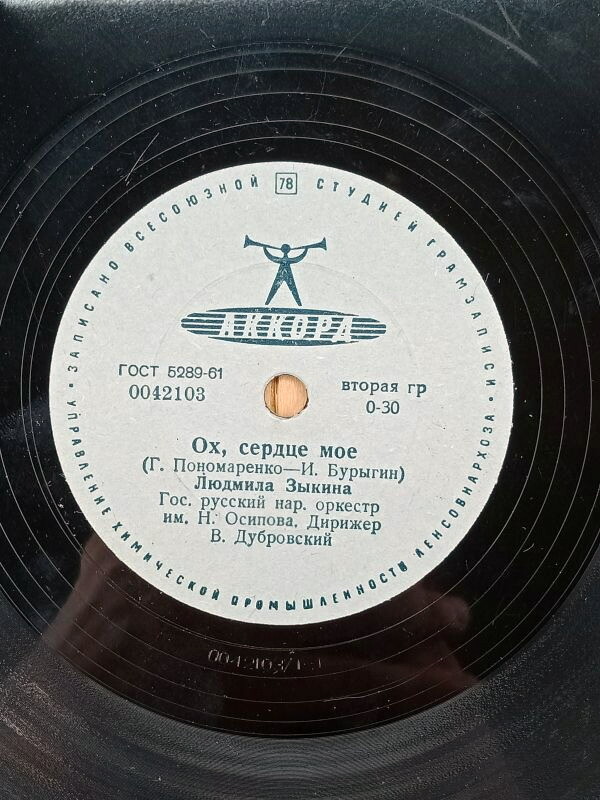 ЗАПИСАНО ВСЕСОЮЗНОЙ 78 СТУДИЕЙ ГРАМЗАПИСИ
АККОРД
ГОСТ 5289-61
0042103
вторая гр
0-30
Ох, сердце мое
(Г. Пономаренко—И. Бурыгин)
Людмила Зыкина
Гос. русский нар. оркестр
им. Н. Осипова. Дирижер
В. Дубровский
УПРАВЛЕНИЕ ХИМИЧЕСКОЙ ПРОМЫШЛЕННОСТИ ЛЕНСОВНАРХОЗА